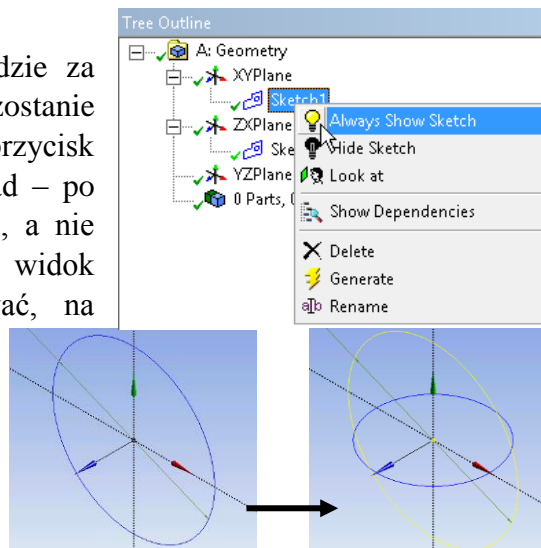 dzie za
zostanie
przycisk
d – po
, a nie
widok
ać, na
Tree Outline
A: Geometry
XYPlane
Sketch1
ZXPlane
Ske
YZPlane
0 Parts, 0
Always Show Sketch
Hide Sketch
Look at
Show Dependencies
Delete
Generate
Rename